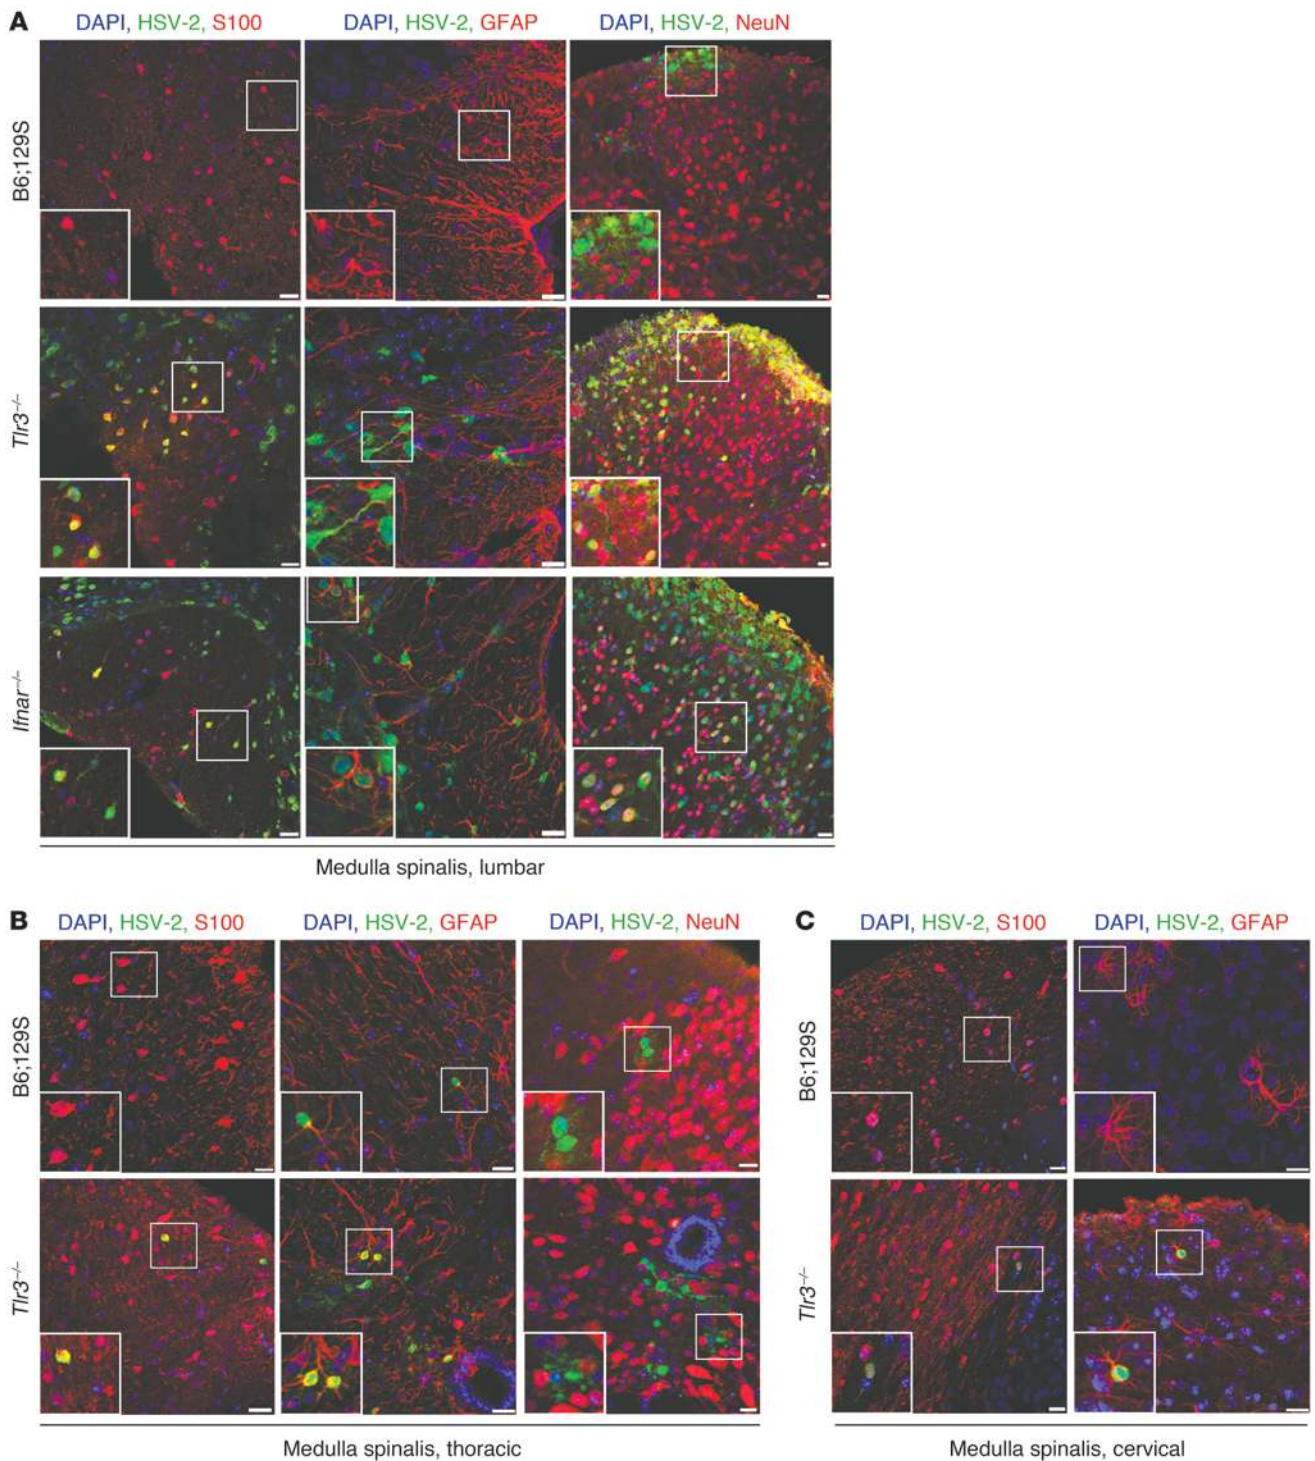 A
DAPI, HSV-2, S100
DAPI, HSV-2, GFAP
DAPI, HSV-2, NeuN
B6;129S
Tlr3–/–
Ifnar–/–
Medulla spinalis, lumbar
B
DAPI, HSV-2, S100
DAPI, HSV-2, GFAP
DAPI, HSV-2, NeuN
B6;129S
Tlr3–/–
Medulla spinalis, thoracic
C
DAPI, HSV-2, S100
DAPI, HSV-2, GFAP
B6;129S
Tlr3–/–
Medulla spinalis, cervical